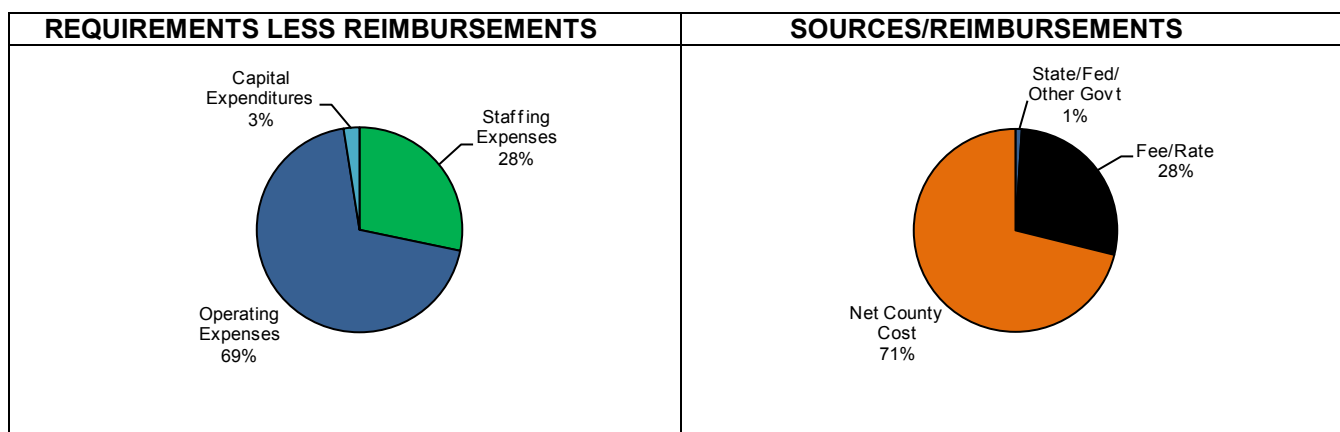 REQUIREMENTS LESS REIMBURSEMENTS
Capital
Expenditures
3%
Staffing
Expenses
28%
Operating
Expenses
69%
SOURCES/REIMBURSEMENTS
State/Fed/
Other Govt
1%
Fee/Rate
28%
Net County
Cost
71%